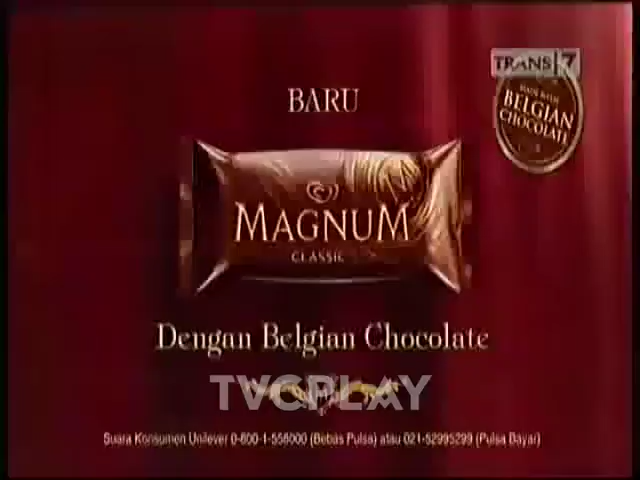 TRANS|7
BARU
MADE WITH
BELGIAN
CHOCOLATE
MAGNUM
CLASSIC
Dengan Belgian Chocolate
TVCPLAY
Suara Konsumen Unilever 0-800-1-558000 (Bebas Pulsa) atau 021-52995299 (Pulsa Bayar)